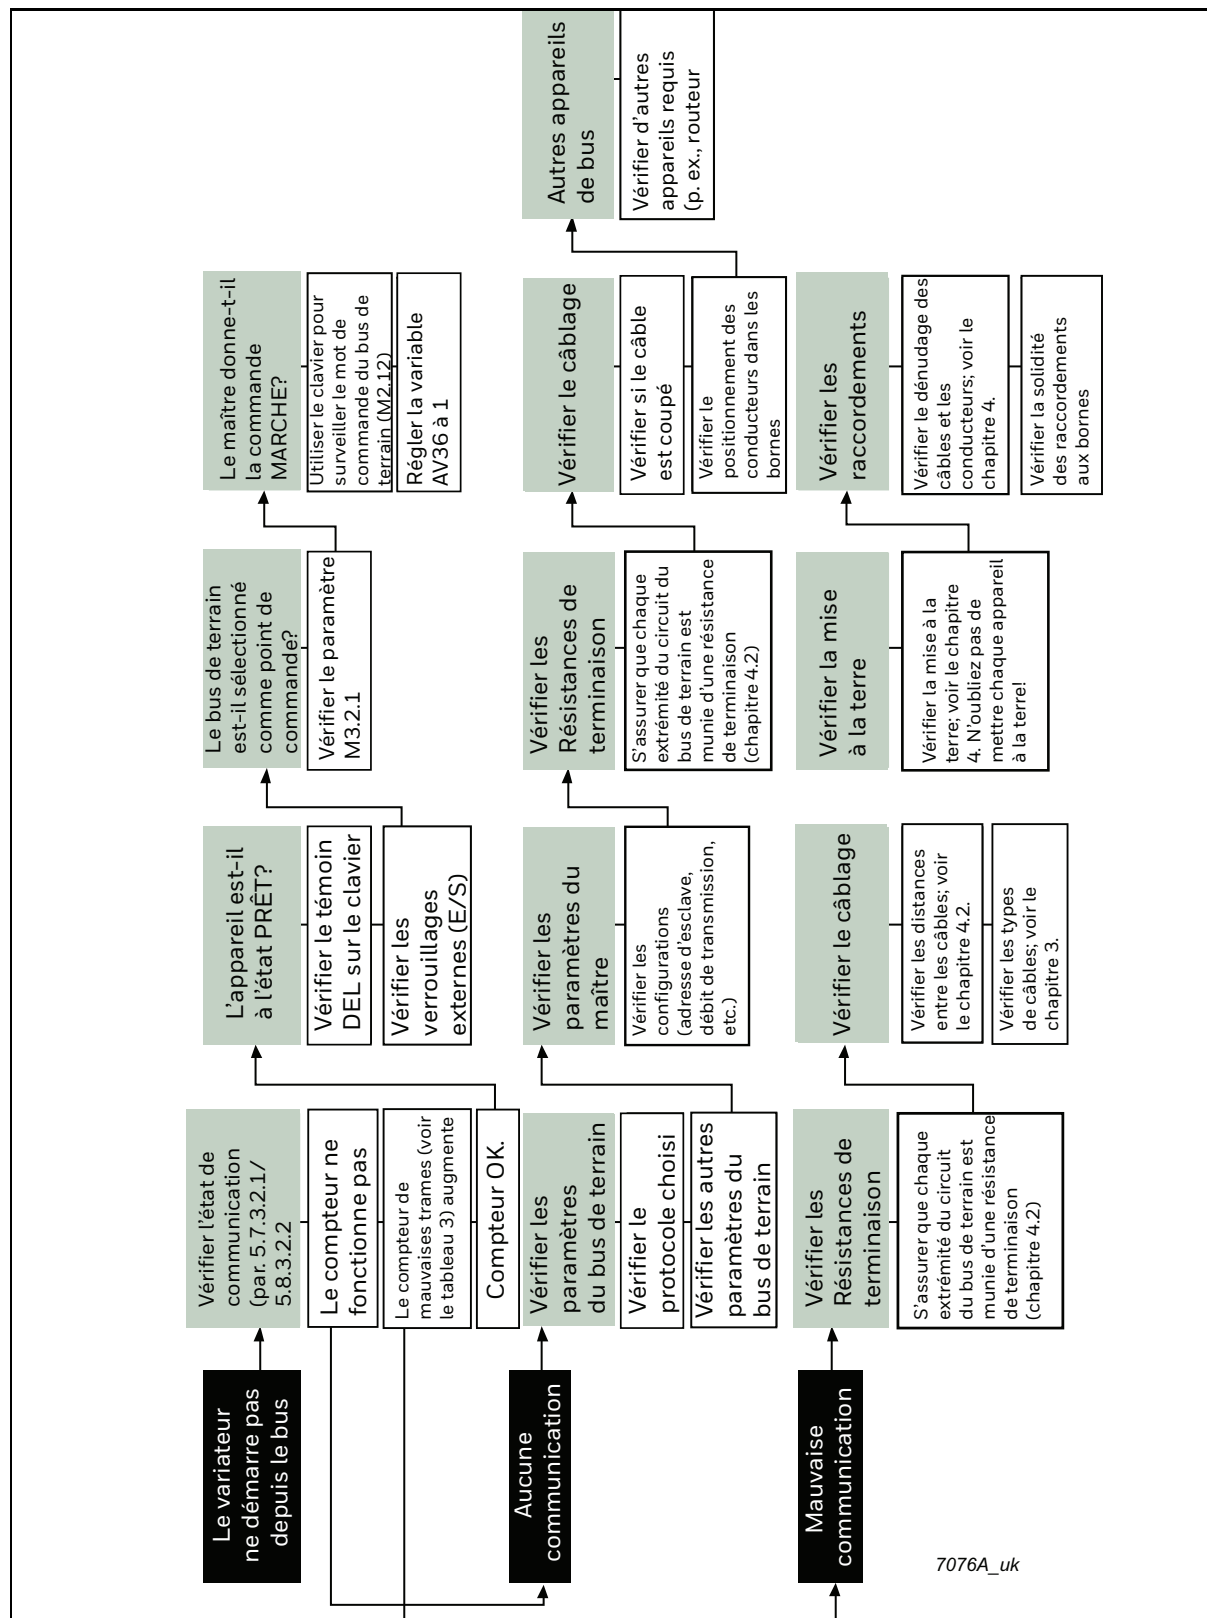 Le variateur
ne démarre pas
depuis le bus
Vérifier l'état de
communication
(par. 5.7.3.2.1/
5.8.3.2.2
Le compteur ne
fonctionne pas
Le compteur de
mauvaises trames (voir
le tableau 3) augmente
Compteur OK.
L'appareil est-il
à l'état PRÊT?
Vérifier le témoin
DEL sur le clavier
Vérifier les
verrouillages
externes (E/S)
Le bus de terrain
est-il sélectionné
comme point de
commande?
Vérifier le paramètre
M3.2.1
Le maître donne-t-il
la commande
MARCHE?
Utiliser le clavier pour
surveiller le mot de
commande du bus de
terrain (M2.12)
Régler la variable
AV36 à 1
Aucune
communication
Vérifier les
paramètres
du bus de terrain
Vérifier le
protocole choisi
Vérifier les autres
paramètres du
bus de terrain
Vérifier les
paramètres du
maître
Vérifier les
configurations
(adresse d'esclave,
débit de transmission,
etc.)
Vérifier les
Résistances de
terminaison
S'assurer que chaque
extrémité du circuit du
bus de terrain est
munie d'une résistance
de terminaison
(chapitre 4.2)
Vérifier le câblage
Vérifier si le câble
est coupé
Vérifier le
positionnement des
conducteurs dans les
bornes
Autres appareils
de bus
Vérifier d'autres
appareils requis
(p. ex., routeur
Mauvaise
communication
Vérifier les
Résistances de
terminaison
S'assurer que chaque
extrémité du circuit
du bus de terrain est
munie d'une résistance
de terminaison
(chapitre 4.2)
Vérifier le câblage
Vérifier les distances
entre les câbles; voir
le chapitre 4.2.
Vérifier les types
de câbles; voir le
chapitre 3.
Vérifier la mise
à la terre
Vérifier la mise à la
terre; voir le chapitre
4. N'oubliez pas de
mettre chaque appareil
à la terre!
Vérifier les
raccordements
Vérifier le dénudage des
câbles et les
conducteurs; voir le
chapitre 4.
Vérifier la solidité
des raccordements
aux bornes
7076A_uk